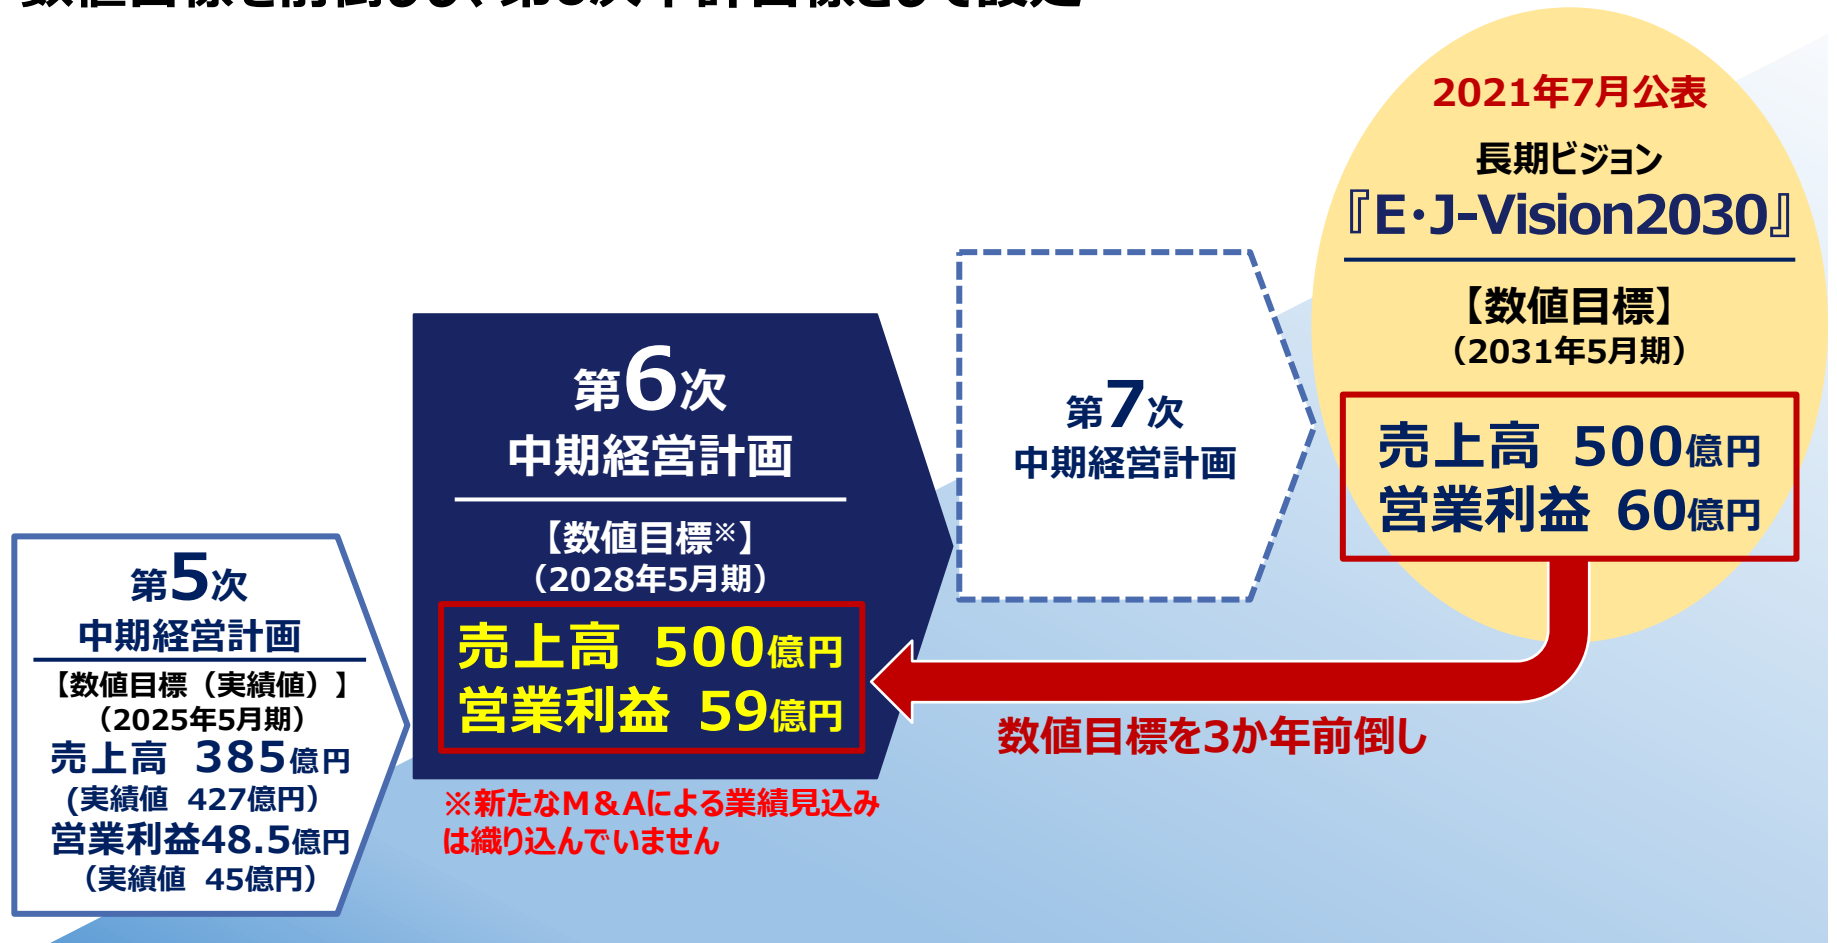 第5次
中期経営計画
【数値目標（実績値）】
（2025年5月期）
売上高 385億円
(実績値 427億円）
営業利益48.5億円
（実績値 45億円）
第6次
中期経営計画
【数値目標※】
（2028年5月期）
売上高 500億円
営業利益 59億円
※新たなM＆Aによる業績見込み
は織り込んでいません
第7次
中期経営計画
2021年7月公表
長期ビジョン
『E・J-Vision2030』
【数値目標】
（2031年5月期）
売上高 500億円
営業利益 60億円
数値目標を3か年前倒し